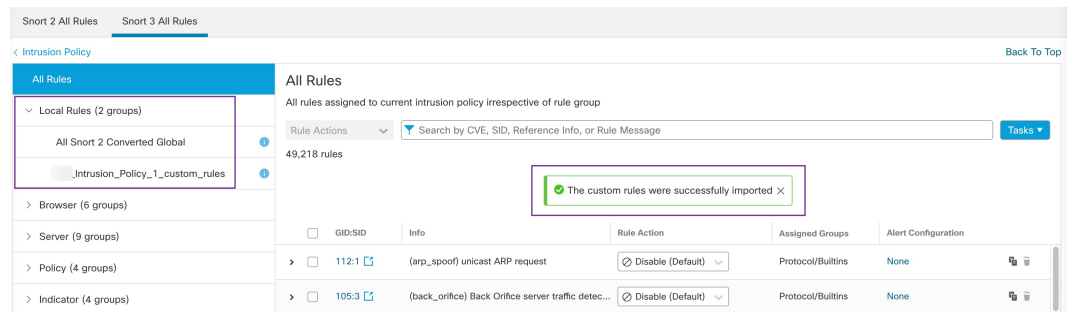 Snort 2 All Rules Snort 3 All Rules
< Intrusion Policy Back To Top
All Rules
Local Rules (2 groups)
All Snort 2 Converted Global
_Intrusion_Policy_1_custom_rules
Browser (6 groups)
Server (9 groups)
Policy (4 groups)
Indicator (4 groups)
All Rules
All rules assigned to current intrusion policy irrespective of rule group
Rule Actions Search by CVE, SID, Reference Info, or Rule Message Tasks
49,218 rules
The custom rules were successfully imported
GID:SID Info Rule Action Assigned Groups Alert Configuration
112:1 (arp_spoof) unicast ARP request Disable (Default) Protocol/Builtins None
105:3 (back_orifice) Back Orifice server traffic detec... Disable (Default) Protocol/Builtins None